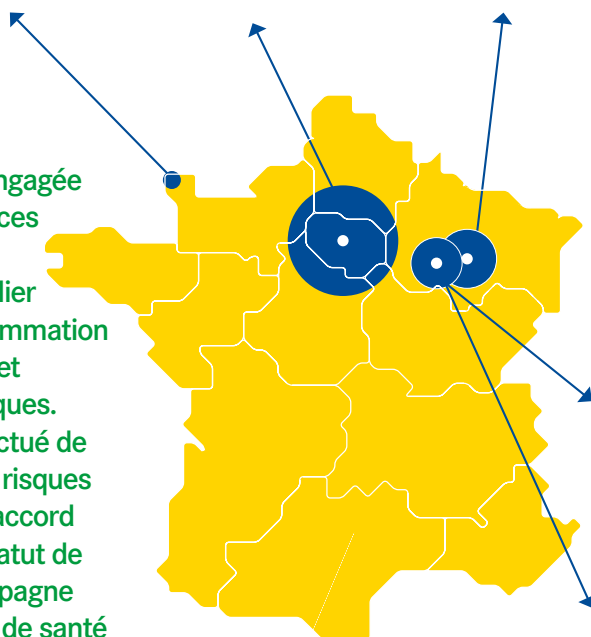 ngagée
ces
lier
mmation
et
ques.
ctué de
risques
accord
atut de
pagne
de santé